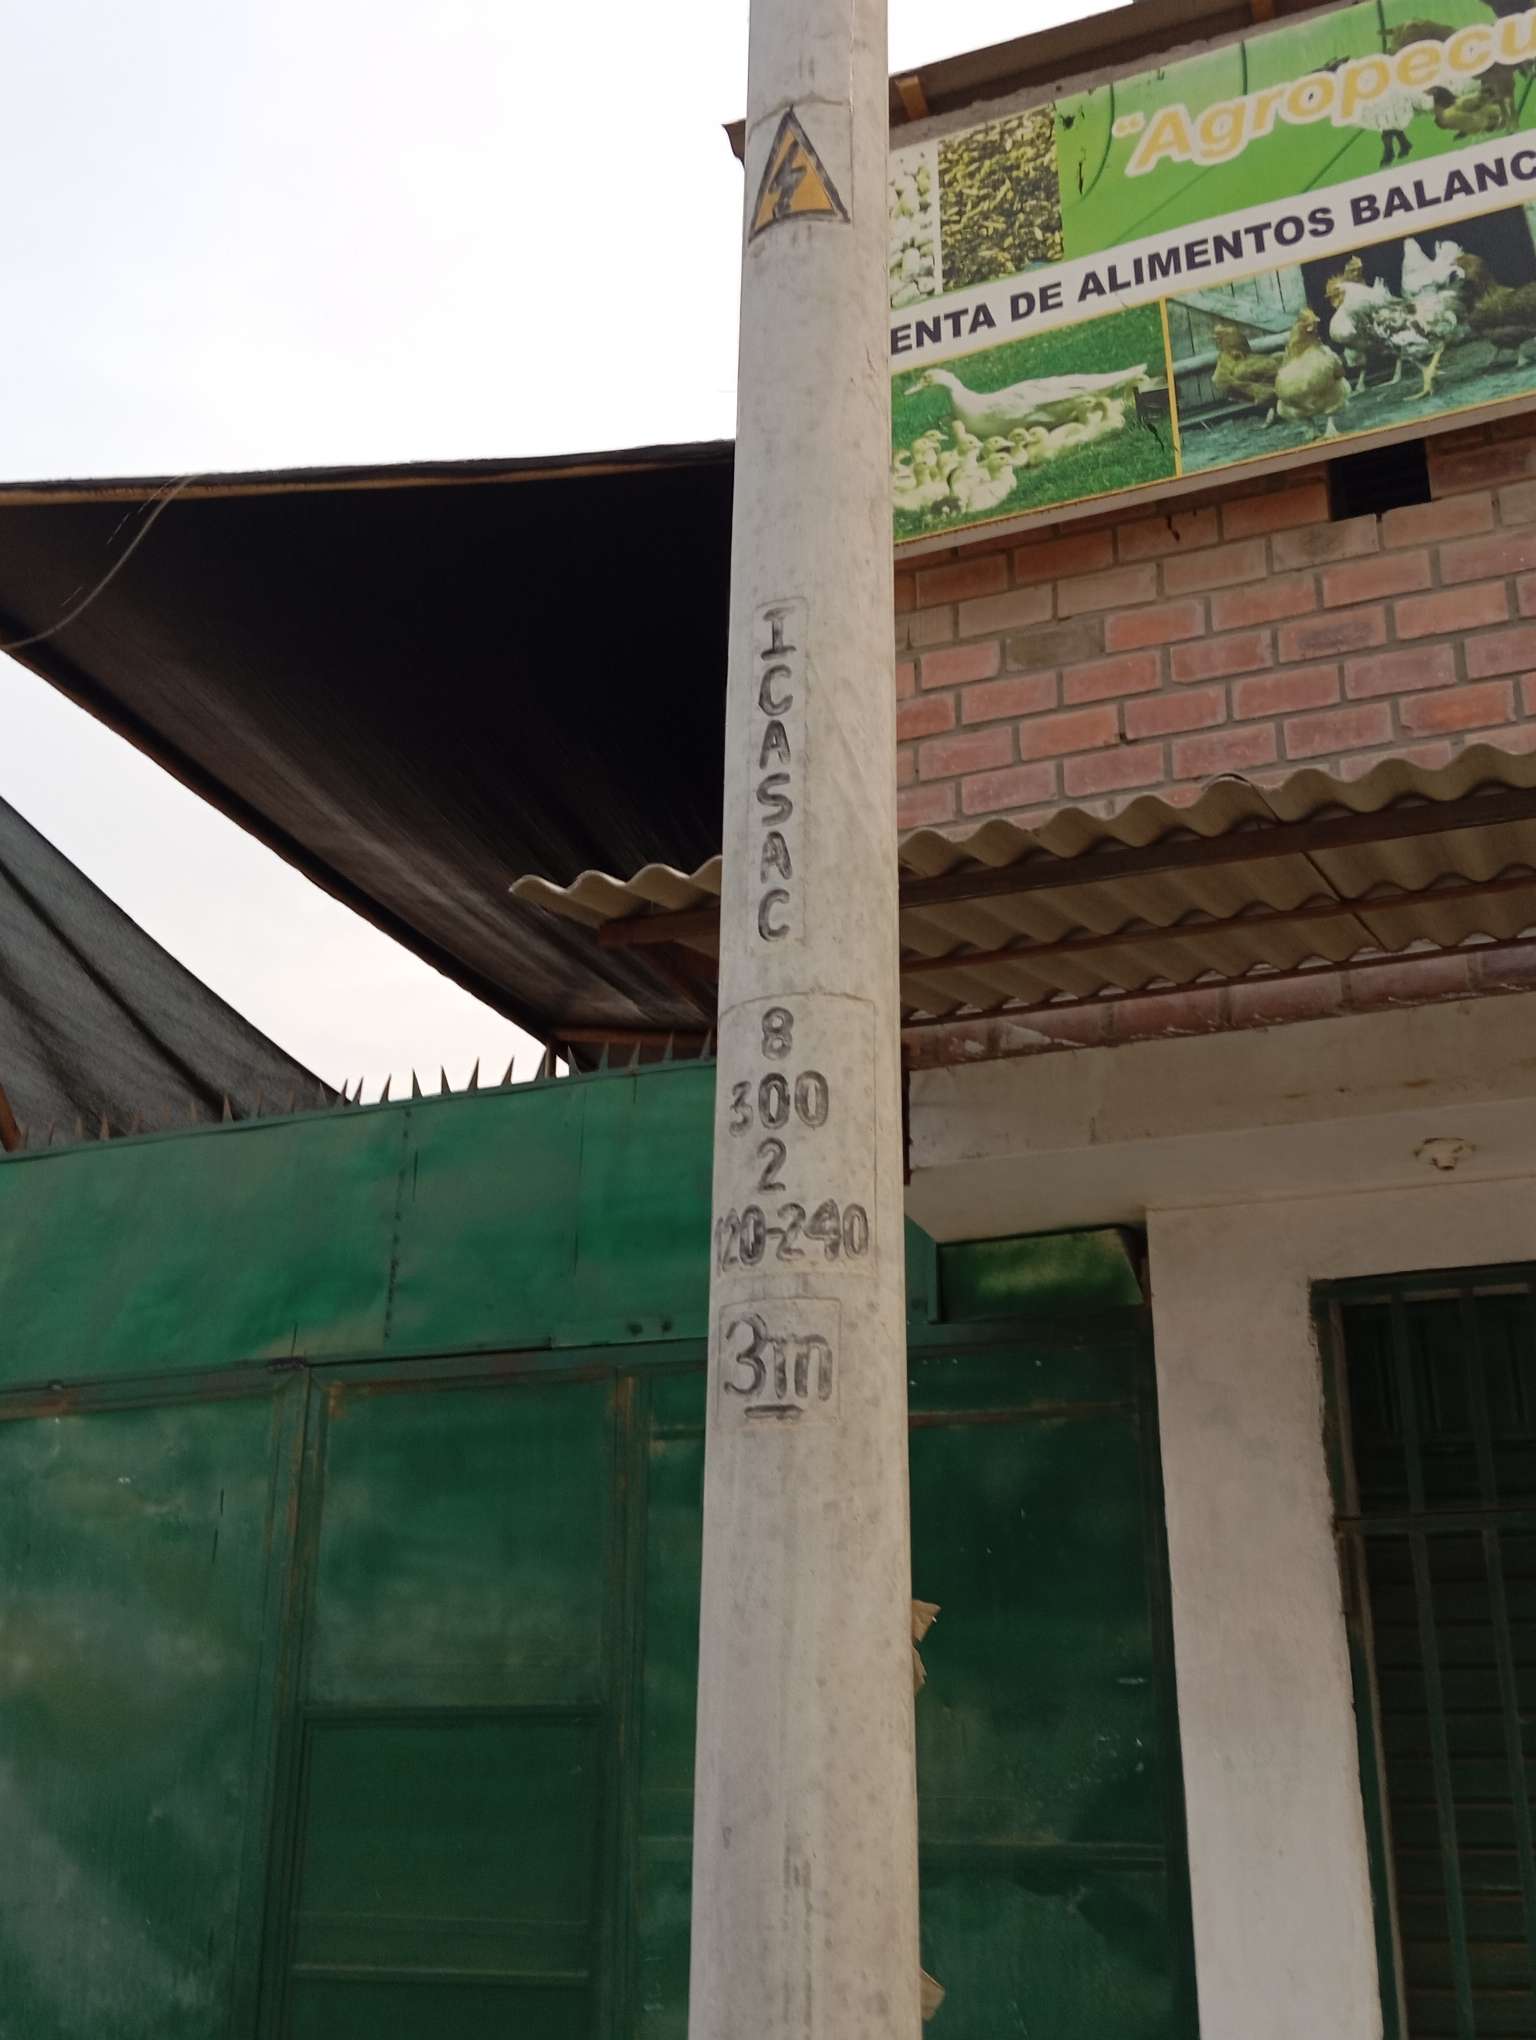 "Agropecu
ENTA DE ALIMENTOS BALANC
ICASAC
8
300
2
120-240
3m